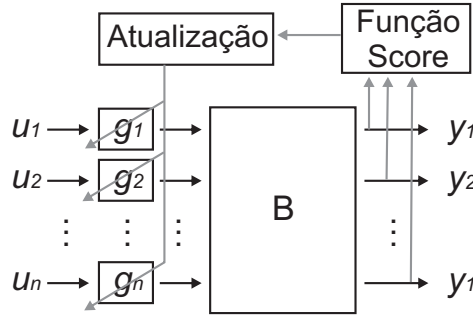 Atualização
Função
Score
u1
g1
y1
u2
g2
B
y2
un
gn
y1